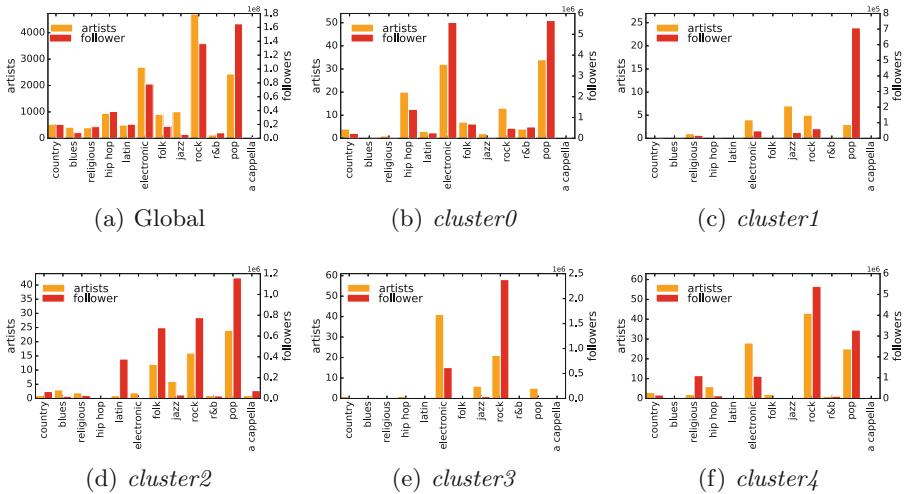 1e8
artists
follower
artists
followers
4000
3000
2000
1000
0
1.8
1.6
1.4
1.2
1.0
0.8
0.6
0.4
0.2
0.0
country
blues
religious
hip hop
latin
electronic
folk
jazz
rock
r&b
pop
a cappella
(a) Global
1e6
artists
follower
artists
followers
50
40
30
20
10
0
6
5
4
3
2
1
0
country
blues
religious
hip hop
latin
electronic
folk
jazz
rock
r&b
pop
a cappella
(b) cluster0
1e5
artists
follower
artists
followers
25
20
15
10
5
0
8
7
6
5
4
3
2
1
0
country
blues
religious
hip hop
latin
electronic
folk
jazz
rock
r&b
pop
a cappella
(c) cluster1
1e6
artists
follower
artists
followers
40
35
30
25
20
15
10
5
0
1.2
1.0
0.8
0.6
0.4
0.2
0.0
country
blues
religious
hip hop
latin
electronic
folk
jazz
rock
r&b
pop
a cappella
(d) cluster2
1e6
artists
follower
artists
followers
60
50
40
30
20
10
0
2.5
2.0
1.5
1.0
0.5
0.0
country
blues
religious
hip hop
latin
electronic
folk
jazz
rock
r&b
pop
a cappella
(e) cluster3
1e6
artists
follower
artists
followers
60
50
40
30
20
10
0
6
5
4
3
2
1
0
country
blues
religious
hip hop
latin
electronic
folk
jazz
rock
r&b
pop
a cappella
(f) cluster4